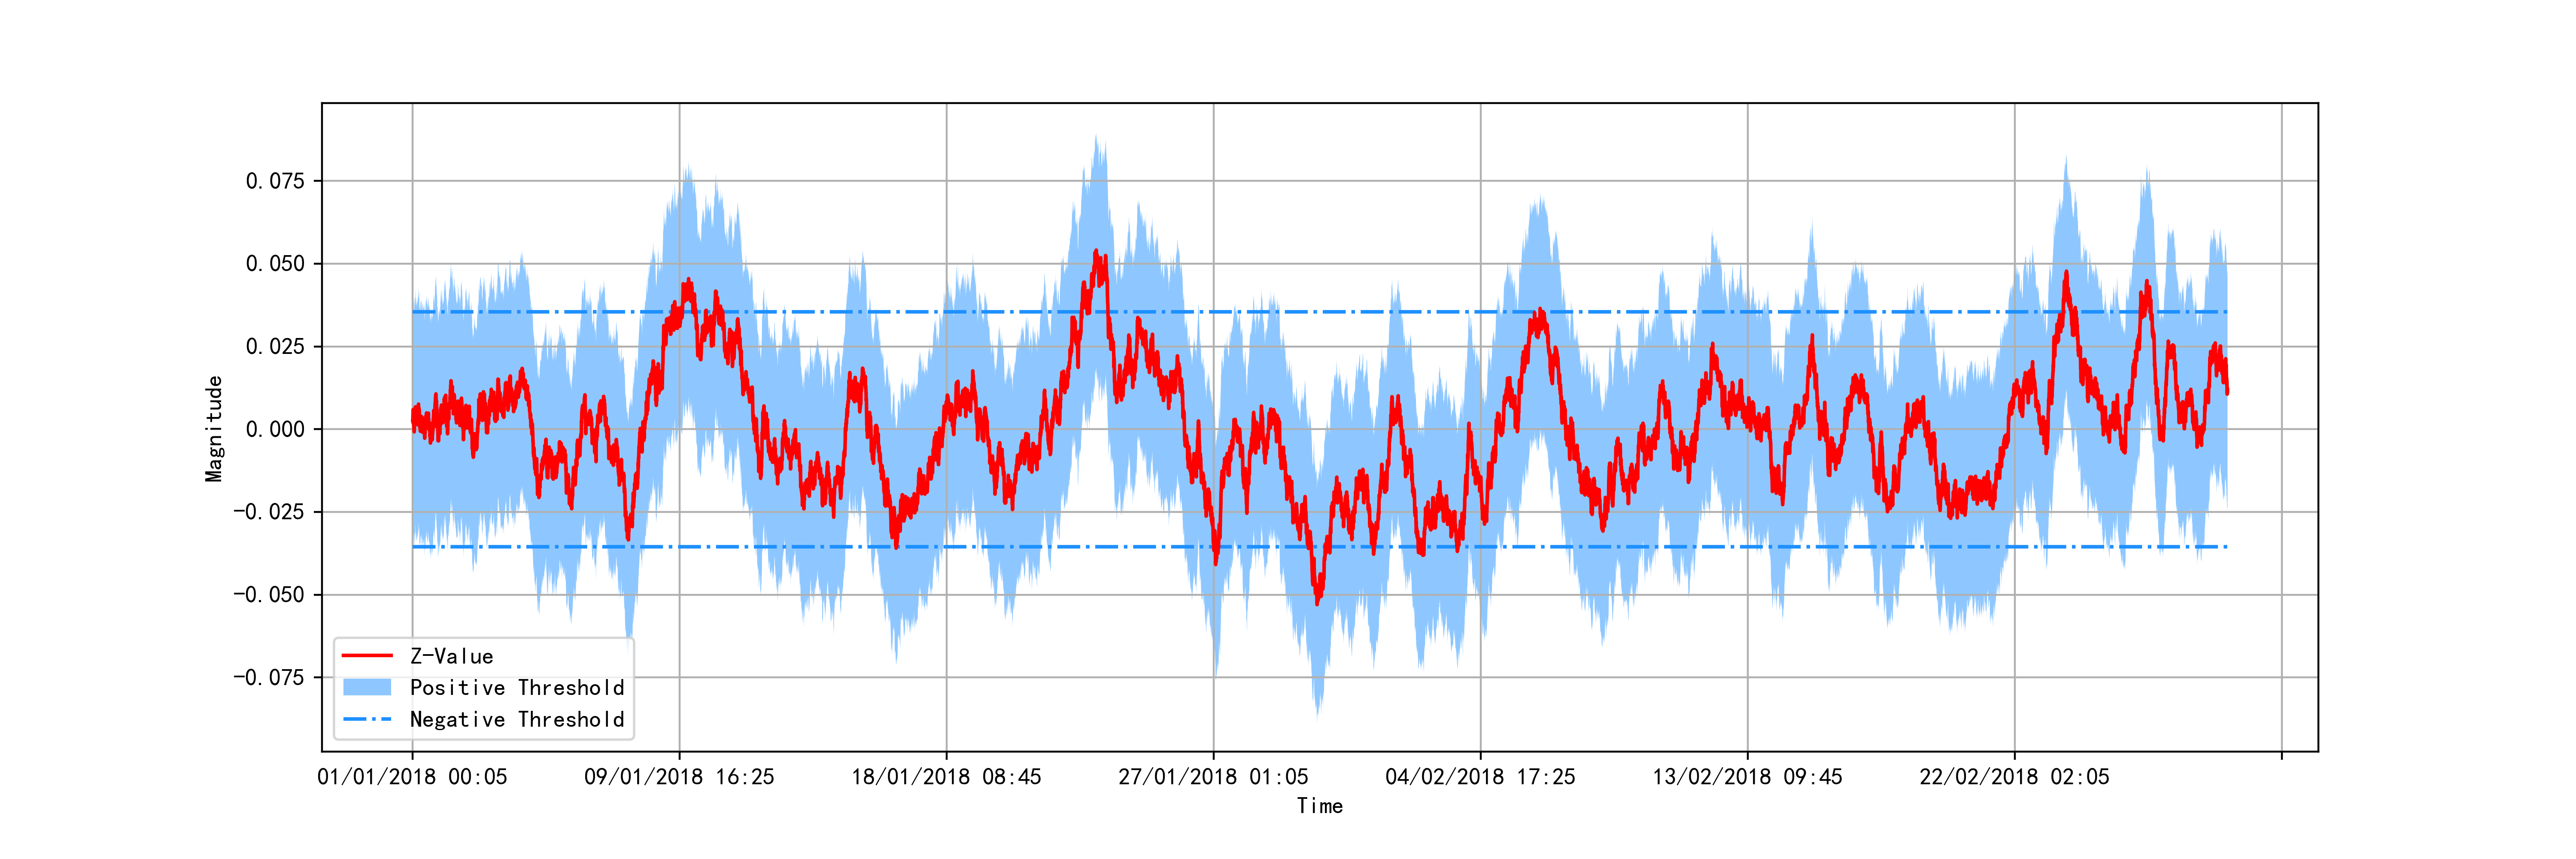 0.075
0.050
0.025
0.000
−0.025
−0.050
−0.075
Magnitude
Z-Value
Positive Threshold
Negative Threshold
01/01/2018 00:05
09/01/2018 16:25
18/01/2018 08:45
27/01/2018 01:05
04/02/2018 17:25
13/02/2018 09:45
22/02/2018 02:05
Time